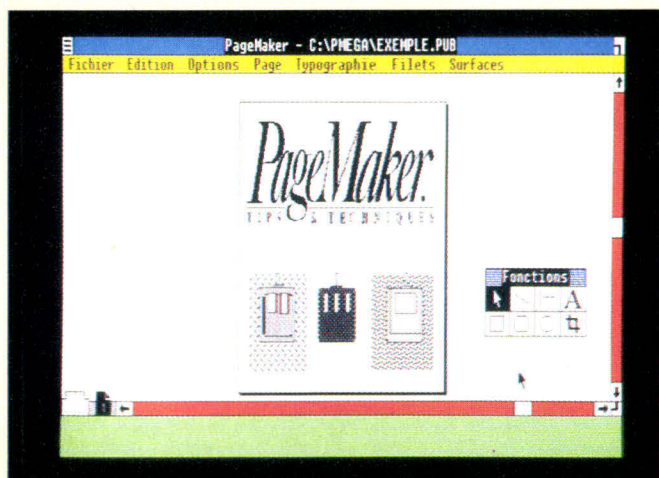 PageMaker - C:\PMEGA\EXEMPLE.PUB
Fichier Edition Options Page Typographie Filets Surfaces
PageMaker.
TIPS & TECHNIQUES
Fonctions
A